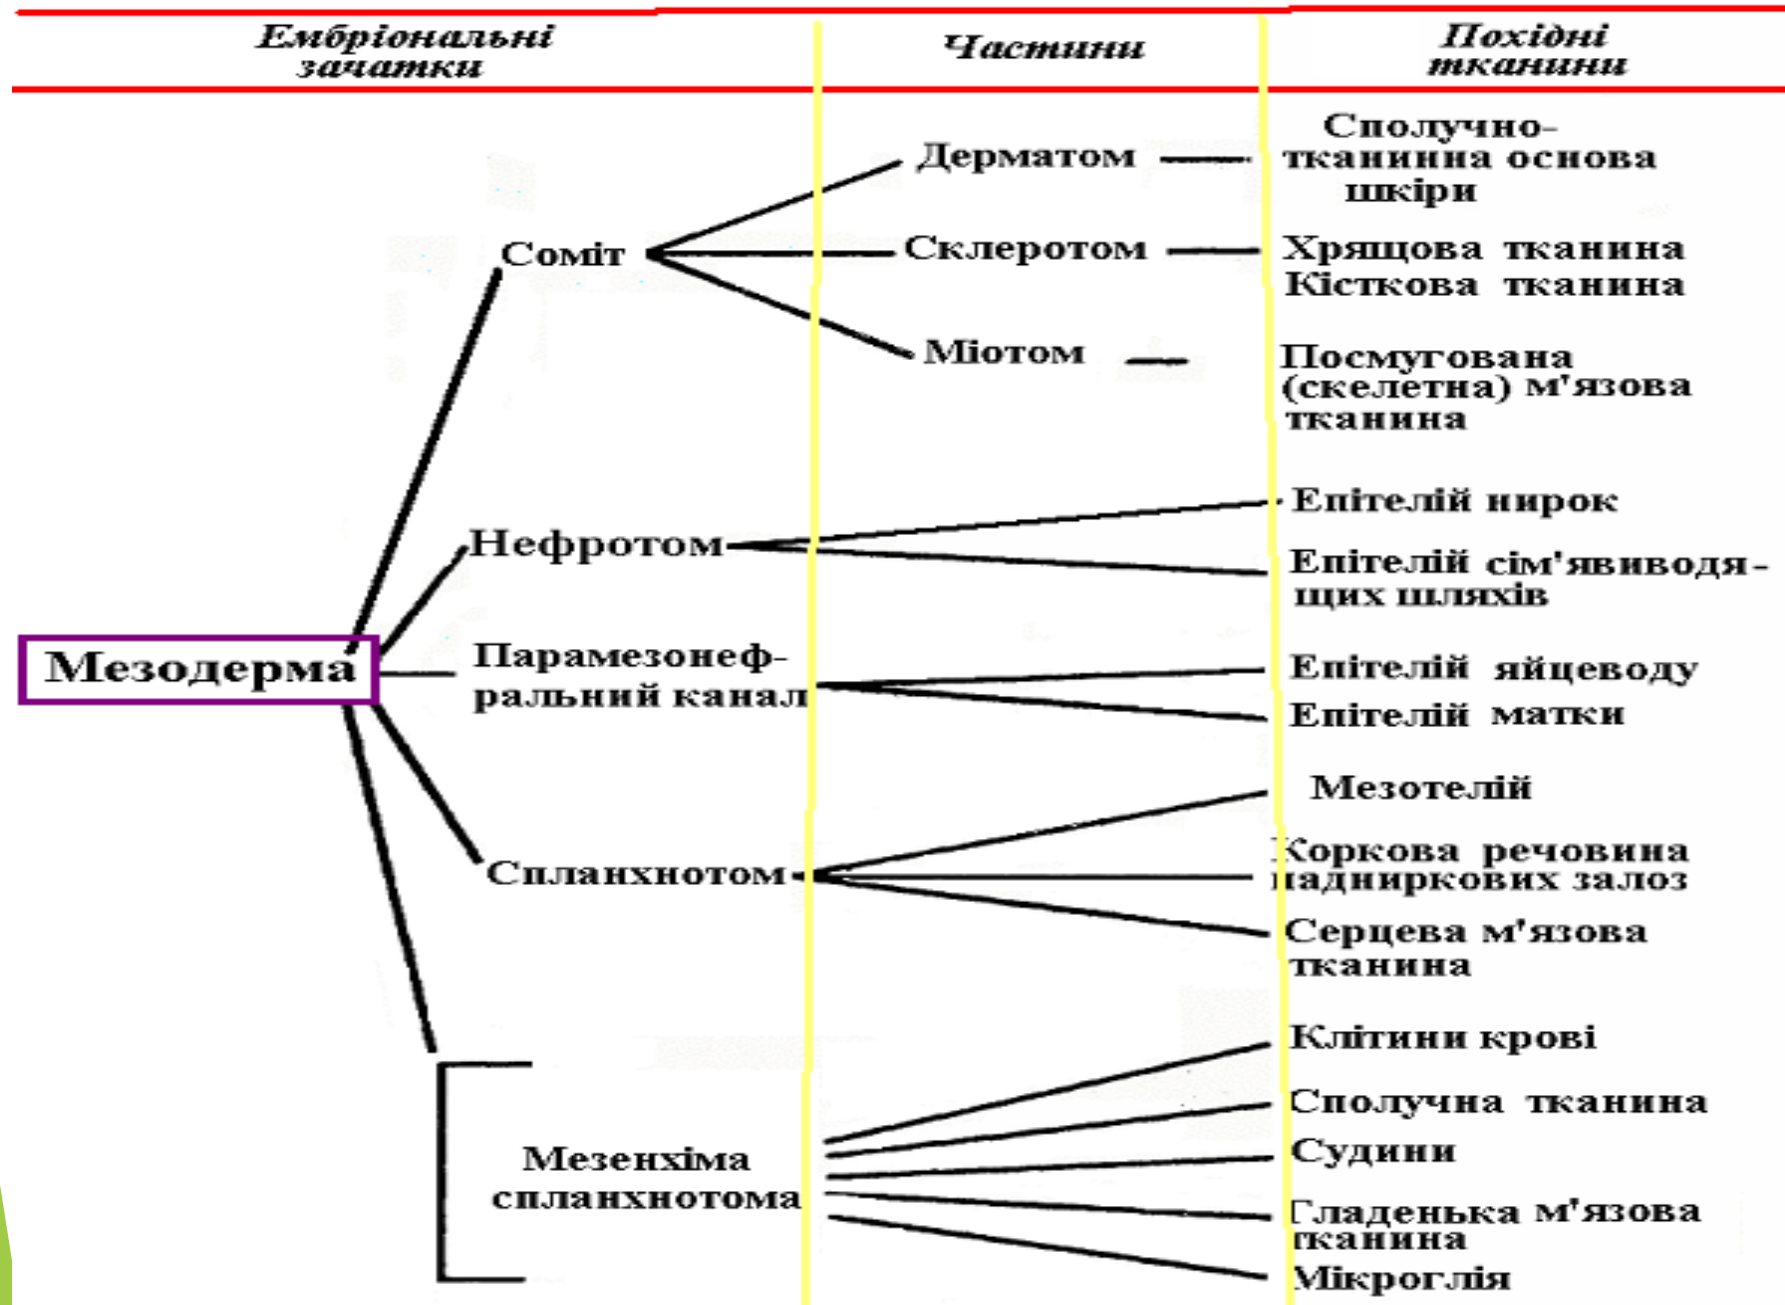 Ембріональні
зачатки
Частини
Похідні
тканини
Дерматом
Сполучно-
тканинна основа
шкіри
Соміт
Склеротом
Хрящова тканина
Кісткова тканина
Міотом
Посмугована
(скелетна) м'язова
тканина
Нефротом
Епітелій нирок
Епітелій сім'явиводя-
щих шляхів
Мезодерма
Парамезонеф-
ральний канал
Епітелій яйцеводу
Епітелій матки
Спланхнотом
Мезотелій
Коркова речовина
надниркових залоз
Серцева м'язова
тканина
Мезенхіма
спланхнотома
Клітини крові
Сполучна тканина
Судини
Гладенька м'язова
тканина
Мікроглія